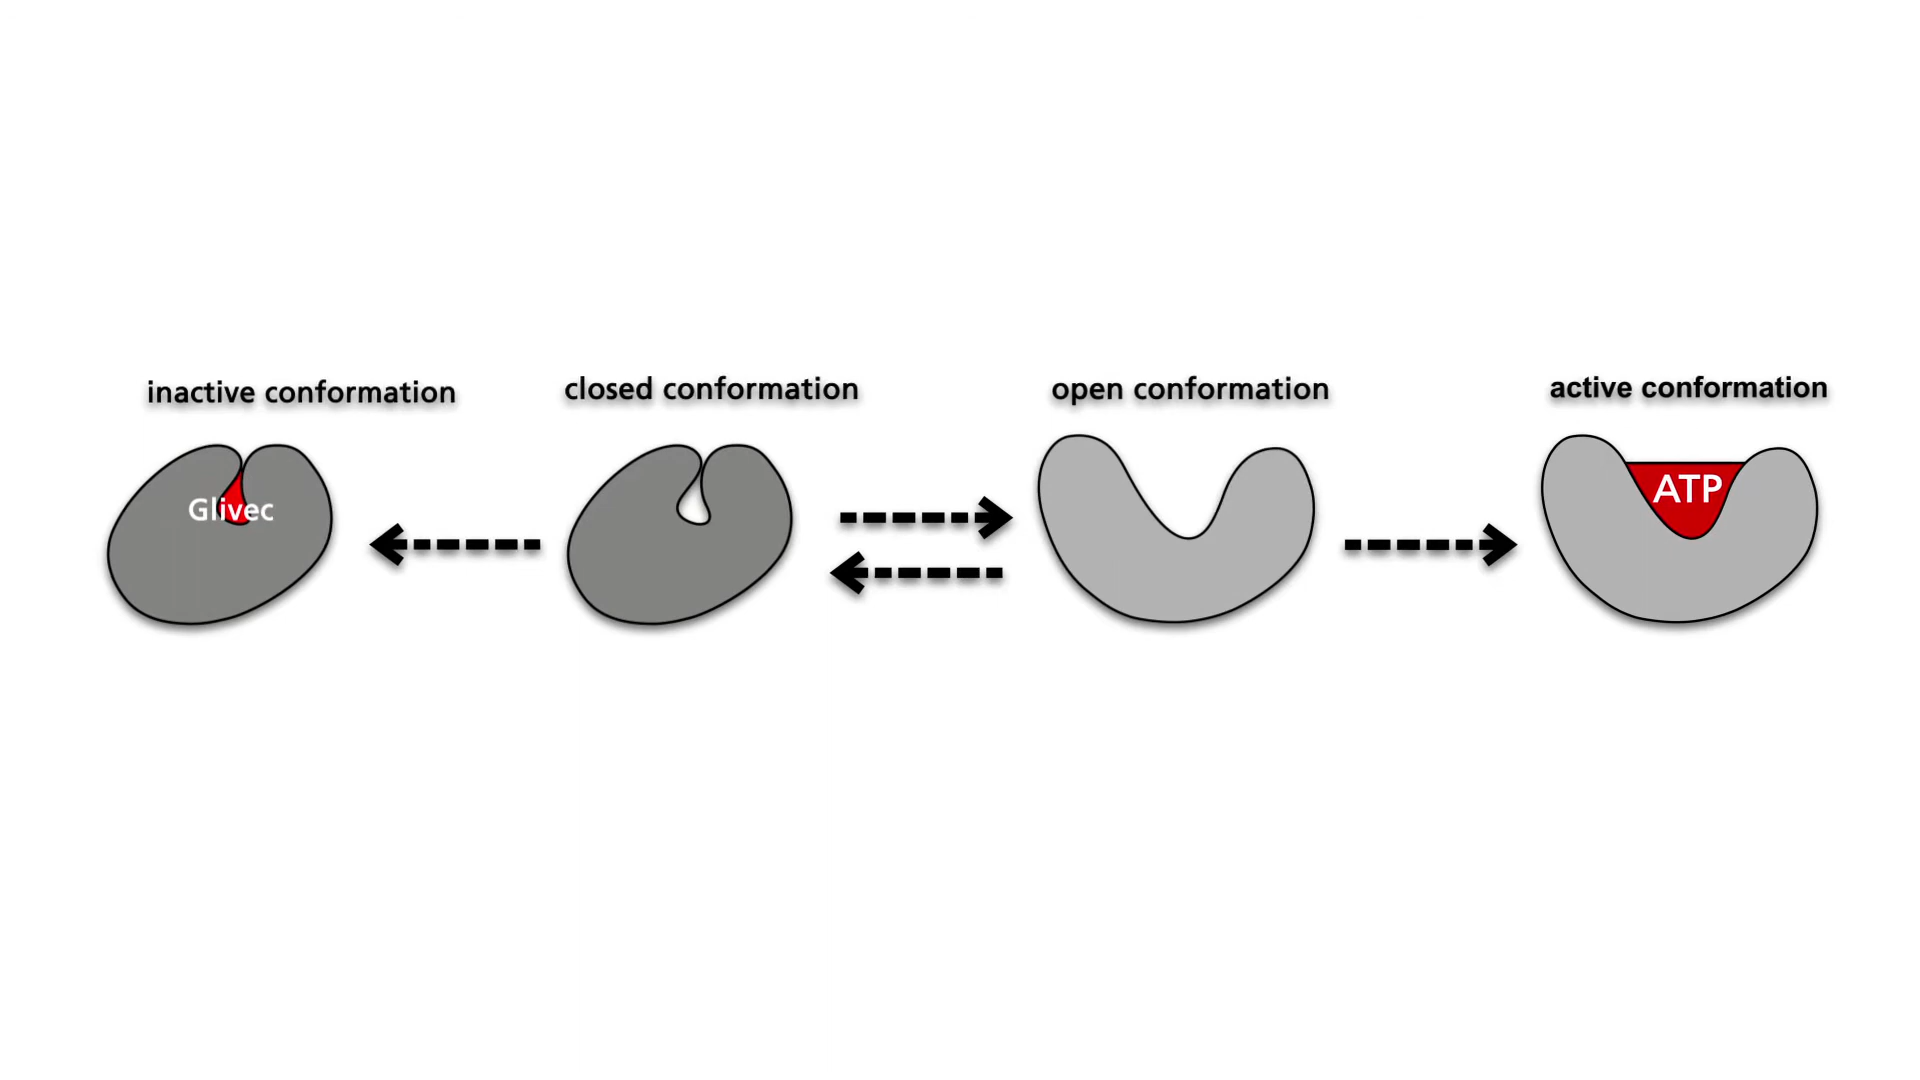 inactive conformation
closed conformation
open conformation
active conformation
Glivec
ATP